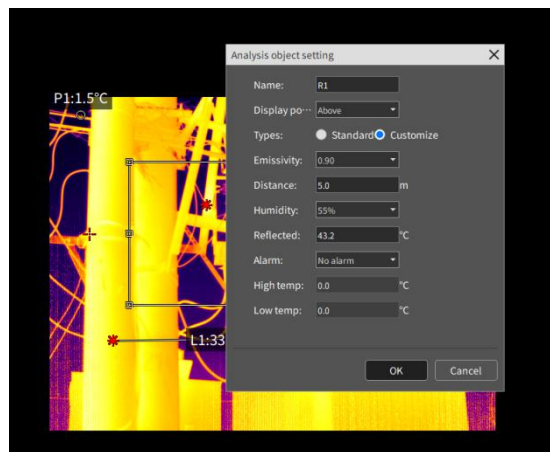 Analysis object setting
Name: R1
Display po··· Above
Types: Standard Customize
Emissivity: 0.90
Distance: 5.0 m
Humidity: 55%
Reflected: 43.2 °C
Alarm: No alarm
High temp: 0.0 °C
Low temp: 0.0 °C
OK Cancel
P1:1.5°C
L1:33